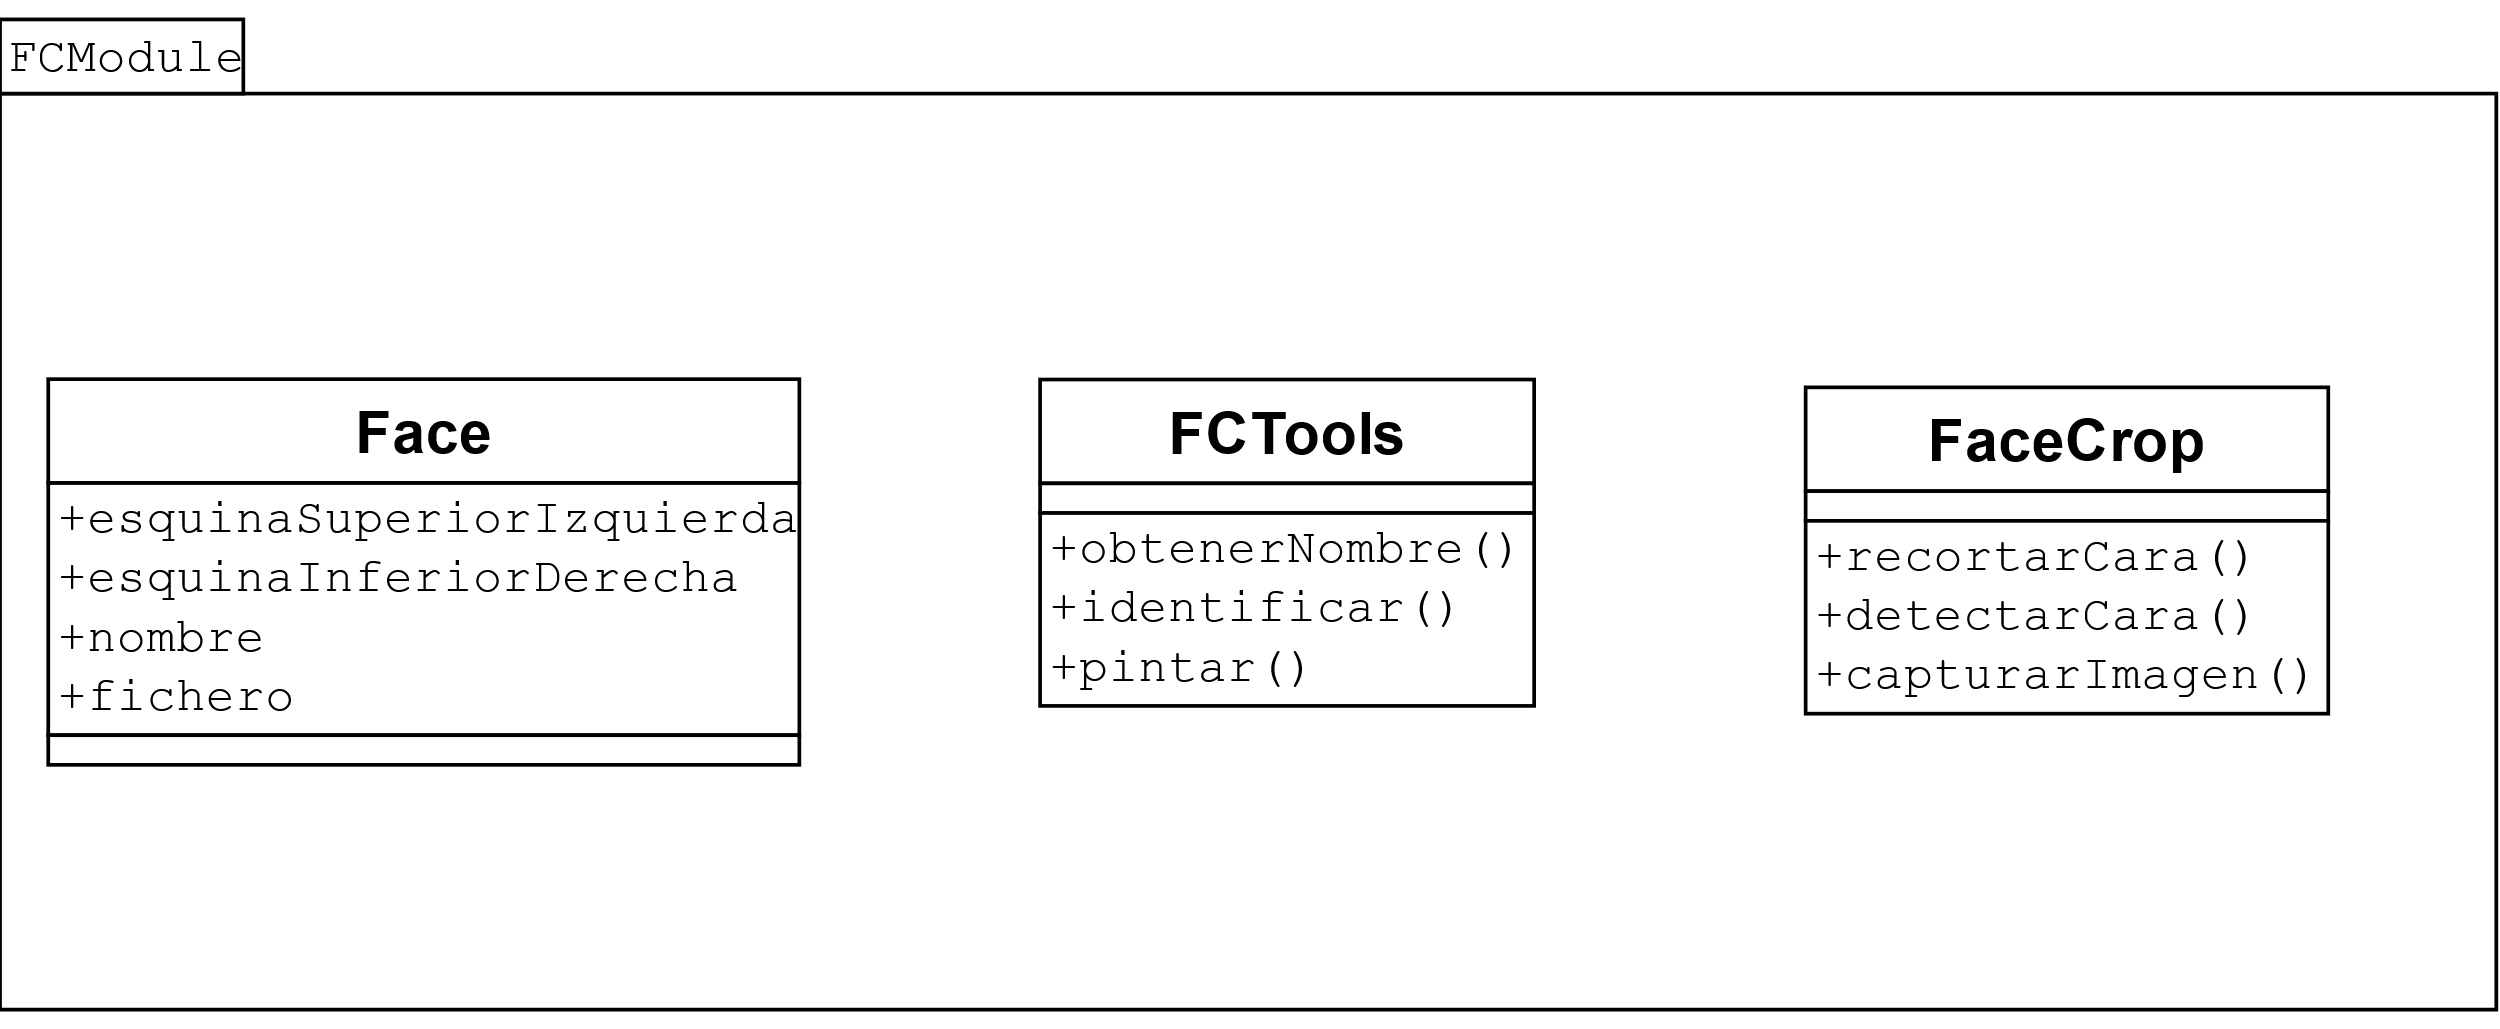 FCModule
Face
+esquinaSuperiorIzquierda
+esquinaInferiorDerecha
+nombre
+fichero
FCTools
+obtenerNombre()
+identificar()
+pintar()
FaceCrop
+recortarCara()
+detectarCara()
+capturarImagen()